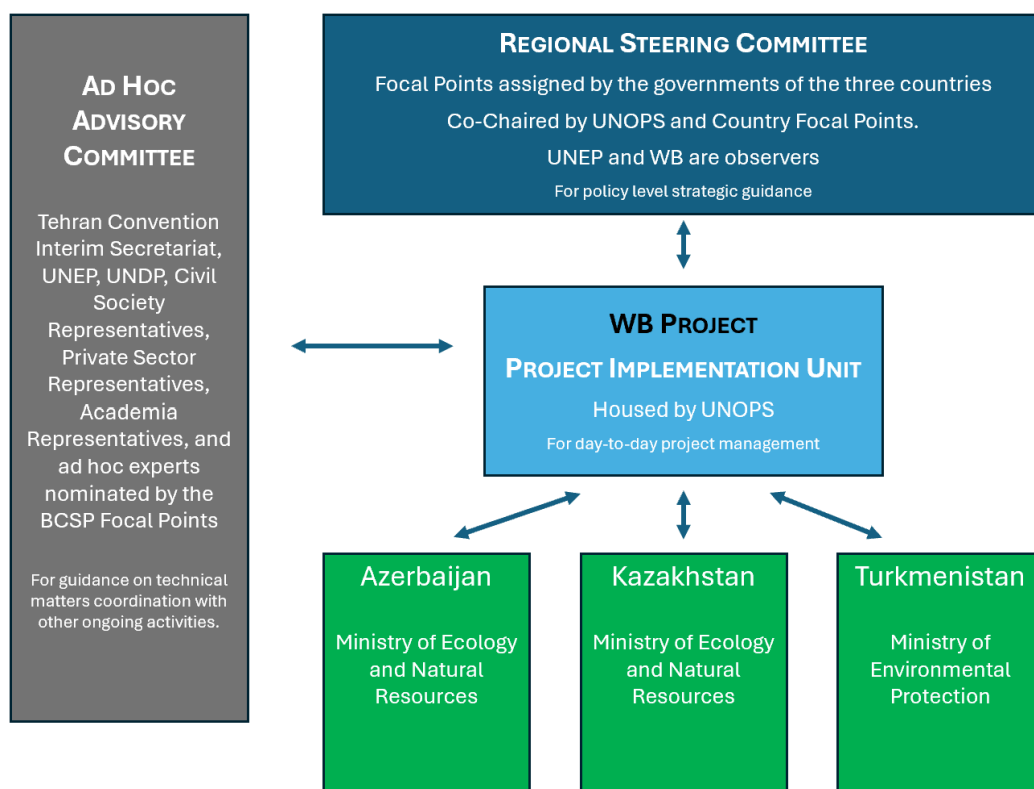 AD HOC
ADVISORY
COMMITTEE
Tehran Convention
Interim Secretariat,
UNEP, UNDP, Civil
Society
Representatives,
Private Sector
Representatives,
Academia
Representatives, and
ad hoc experts
nominated by the
BCSP Focal Points
For guidance on technical
matters coordination with
other ongoing activities.
REGIONAL STEERING COMMITTEE
Focal Points assigned by the governments of the three countries
Co-Chaired by UNOPS and Country Focal Points.
UNEP and WB are observers
For policy level strategic guidance
WB PROJECT
PROJECT IMPLEMENTATION UNIT
Housed by UNOPS
For day-to-day project management
Azerbaijan
Ministry of Ecology
and Natural
Resources
Kazakhstan
Ministry of Ecology
and Natural
Resources
Turkmenistan
Ministry of
Environmental
Protection